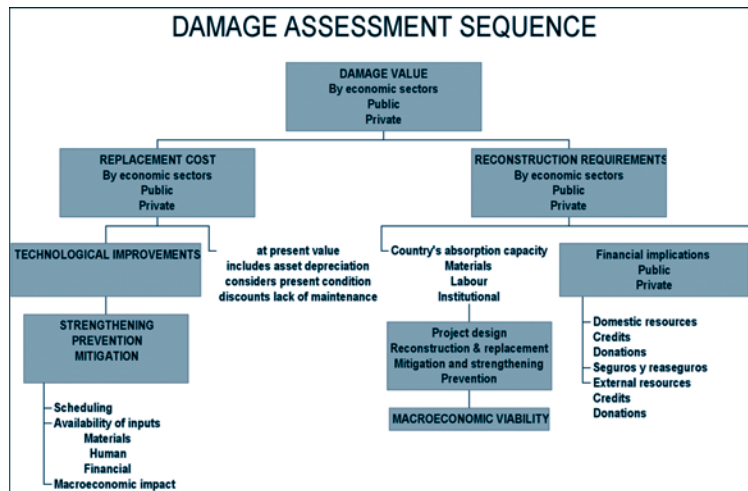 DAMAGE ASSESSMENT SEQUENCE
DAMAGE VALUE
By economic sectors
Public
Private
REPLACEMENT COST
By economic sectors
Public
Private
RECONSTRUCTION REQUIREMENTS
By economic sectors
Public
Private
TECHNOLOGICAL IMPROVEMENTS
at present value
includes asset depreciation
considers present condition
discounts lack of maintenance
Country's absorption capacity
Materials
Labour
Institutional
Financial implications
Public
Private
STRENGTHENING
PREVENTION
MITIGATION
Project design
Reconstruction & replacement
Mitigation and strengthening
Prevention
Domestic resources
Credits
Donations
Seguros y reaseguros
External resources
Credits
Donations
MACROECONOMIC VIABILITY
Scheduling
Availability of inputs
Materials
Human
Financial
Macroeconomic impact